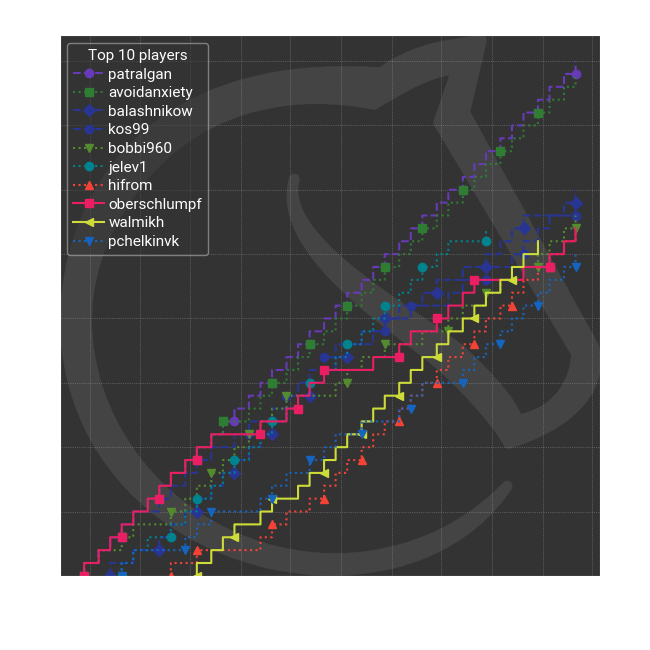 Top 10 players
patralgan
avoidanxiety
balashnikow
kos99
bobbi960
jelev1
hifrom
oberschlumpf
walmikh
pchelkinvk